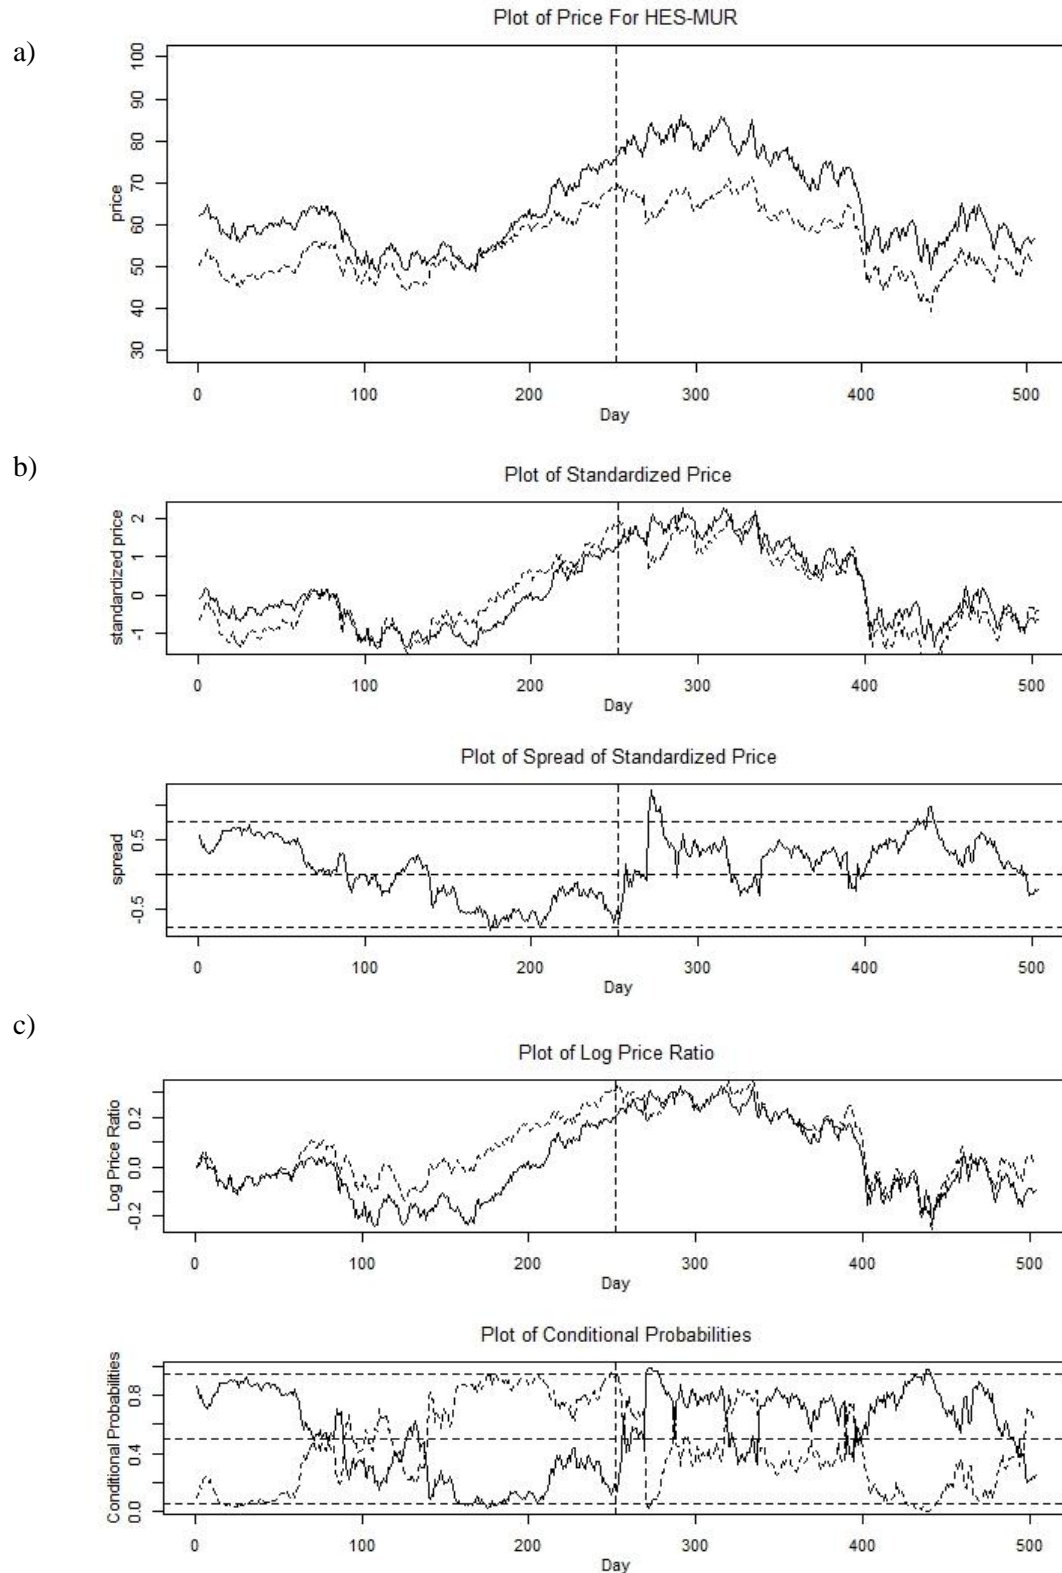 a)
Plot of Price For HES-MUR
100
90
80
70
60
50
40
30
price
0 100 200 300 400 500
Day
b)
Plot of Standardized Price
2
1
0
-1
standardized price
0 100 200 300 400 500
Day
Plot of Spread of Standardized Price
0.5
-0.5
spread
0 100 200 300 400 500
Day
c)
Plot of Log Price Ratio
0.2
0.0
-0.2
Log Price Ratio
0 100 200 300 400 500
Day
Plot of Conditional Probabilities
0.8
0.4
0.0
Conditional Probabilities
0 100 200 300 400 500
Day